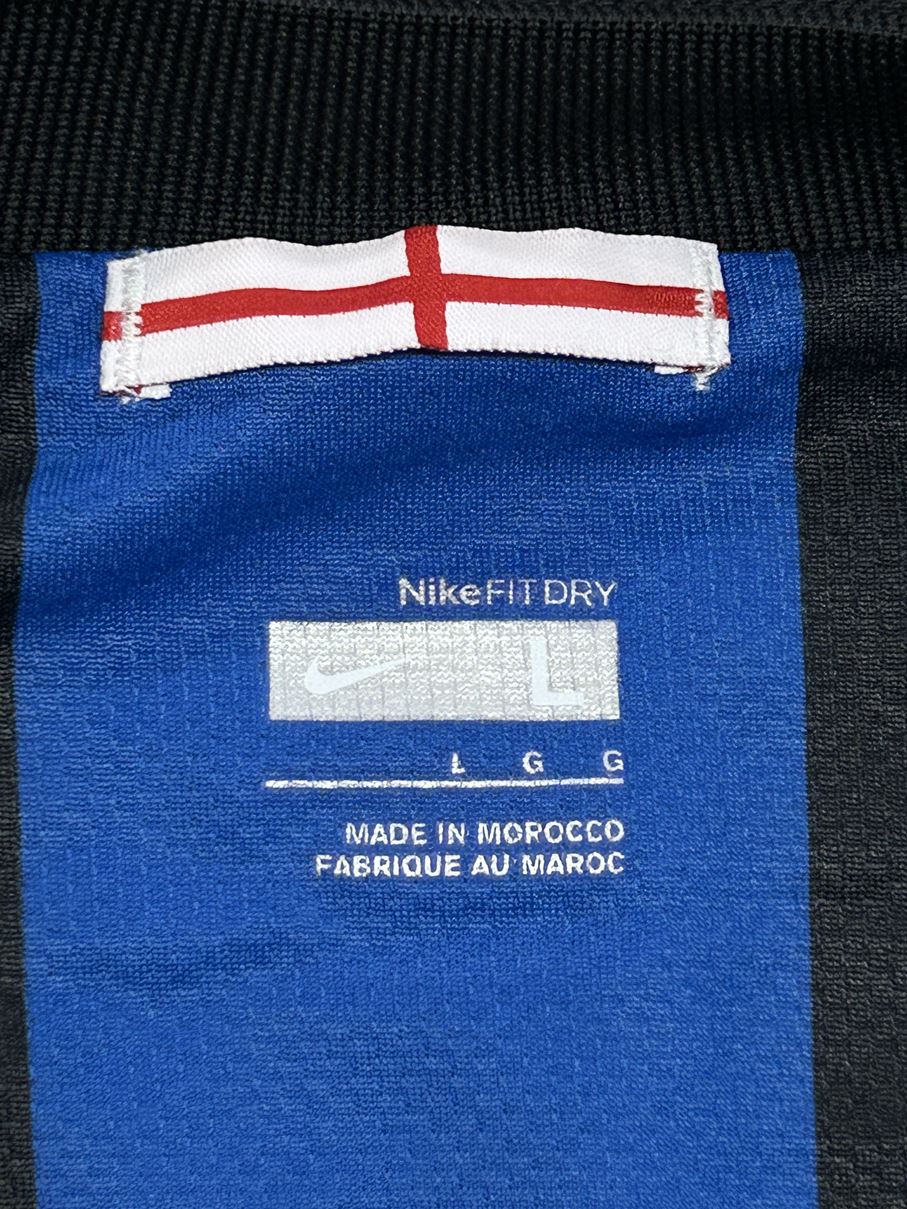 NikeFITDRY
L
L G G
MADE IN MOROCCO
FABRIQUE AU MAROC